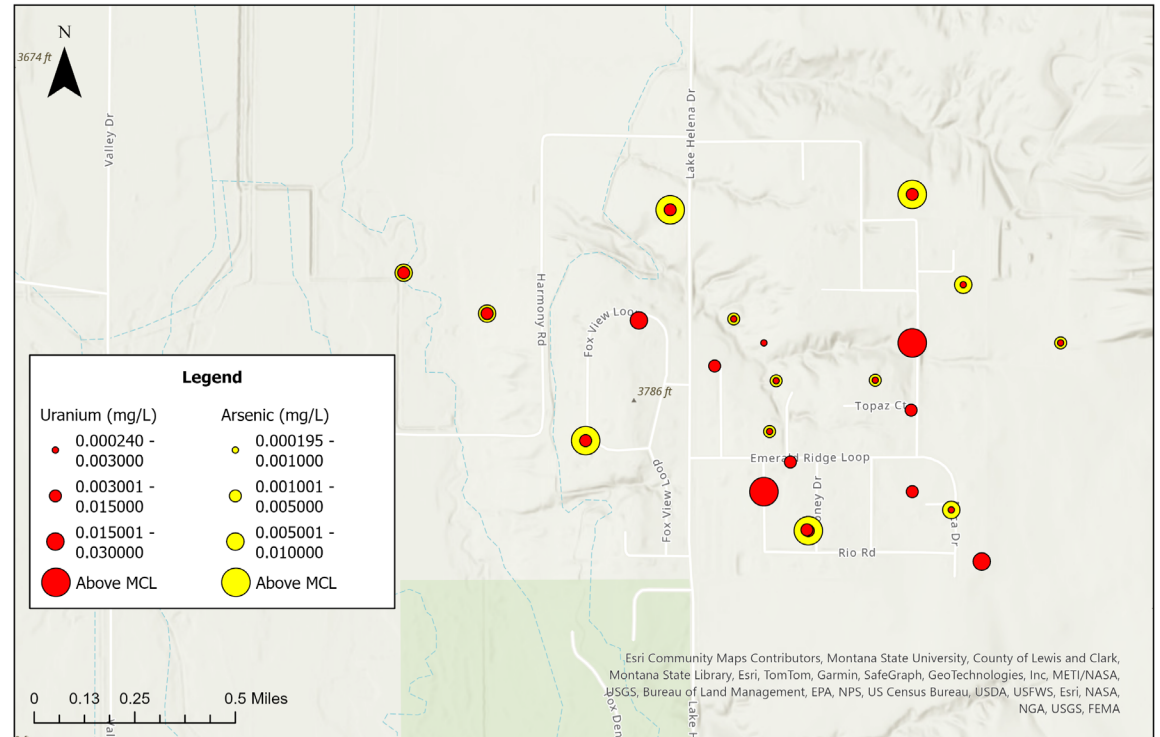 N
3674 ft
Valley Dr
Lake Helena Dr
Harmony Rd
Fox View Loop
3786 ft
Topaz Ct
Emerald Ridge Loop
Fox View Loop
Rio Rd
Dr
Dr
Legend
Uranium (mg/L)
Arsenic (mg/L)
0.000240 -
0.003000
0.000195 -
0.001000
0.003001 -
0.015000
0.001001 -
0.005000
0.015001 -
0.030000
0.005001 -
0.010000
Above MCL
Above MCL
0 0.13 0.25 0.5 Miles
Esri Community Maps Contributors, Montana State University, County of Lewis and Clark,
Montana State Library, Esri, TomTom, Garmin, SafeGraph, GeoTechnologies, Inc, METI/NASA,
USGS, Bureau of Land Management, EPA, NPS, US Census Bureau, USDA, USFWS, Esri, NASA,
NGA, USGS, FEMA
Lake H